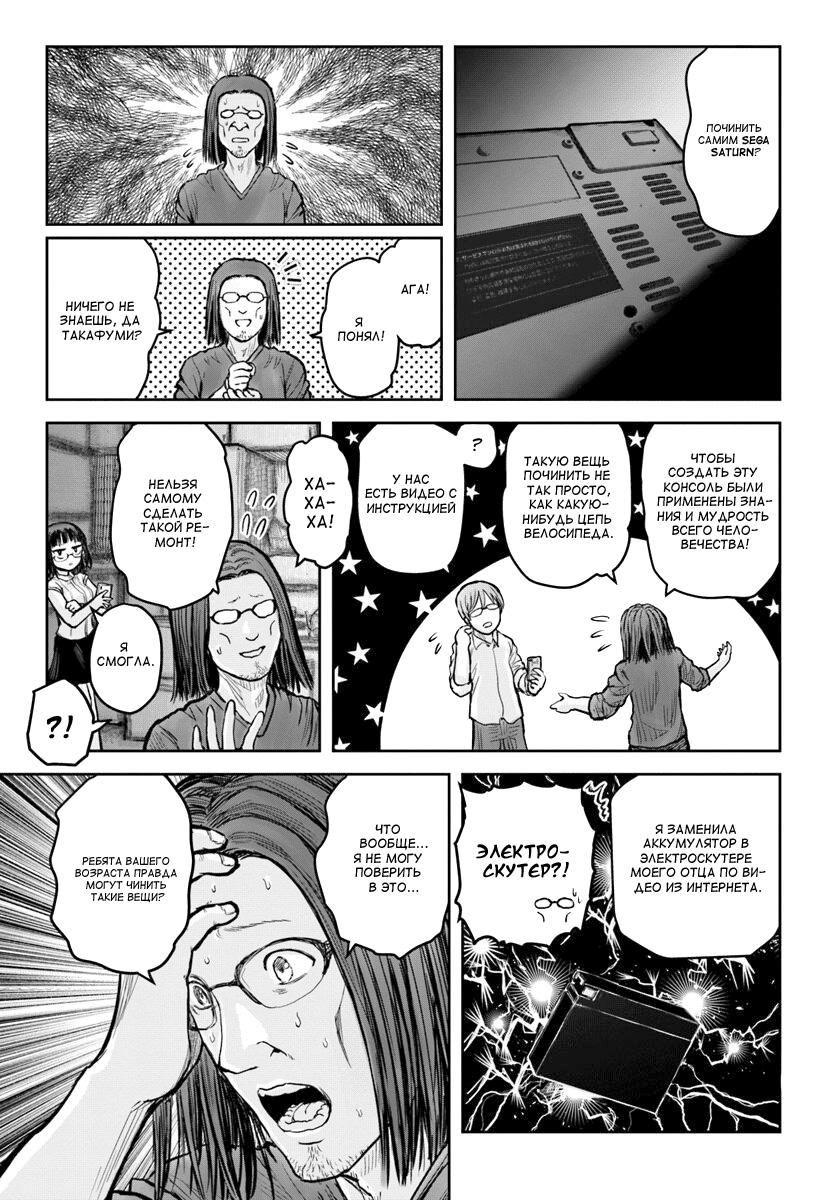 ПОЧИНИТЬ
САМИМ SEGA
SATURN?
АГА!
Я
ПОНЯЛ!
НИЧЕГО НЕ
ЗНАЕШЬ, ДА
ТАКАФУМИ?
ЧТОБЫ
СОЗДАТЬ ЭТУ
КОНСОЛЬ БЫЛИ
ПРИМЕНЕНЫ ЗНА-
НИЯ И МУДРОСТЬ
ВСЕГО ЧЕЛО-
ВЕЧЕСТВА!
ТАКУЮ ВЕЩЬ
ПОЧИНИТЬ НЕ
ТАК ПРОСТО,
КАК КАКУЮ-
НИБУДЬ ЦЕПЬ
ВЕЛОСИПЕДА.
?
У НАС
ЕСТЬ ВИДЕО С
ИНСТРУКЦИЕЙ
ХА-
ХА-
ХА!
НЕЛЬЗЯ
САМОМУ
СДЕЛАТЬ
ТАКОЙ РЕ-
МОНТ!
Я
СМОГЛА.
?!
Я ЗАМЕНИЛА
АККУМУЛЯТОР В
ЭЛЕКТРОСКУТЕРЕ
МОЕГО ОТЦА ПО ВИ-
ДЕО ИЗ ИНТЕРНЕТА.
ЭЛЕКТРО-
СКУТЕР?!
ЧТО
ВООБЩЕ...
Я НЕ МОГУ
ПОВЕРИТЬ
В ЭТО...
РЕБЯТА ВАШЕГО
ВОЗРАСТА ПРАВДА
МОГУТ ЧИНИТЬ
ТАКИЕ ВЕЩИ?